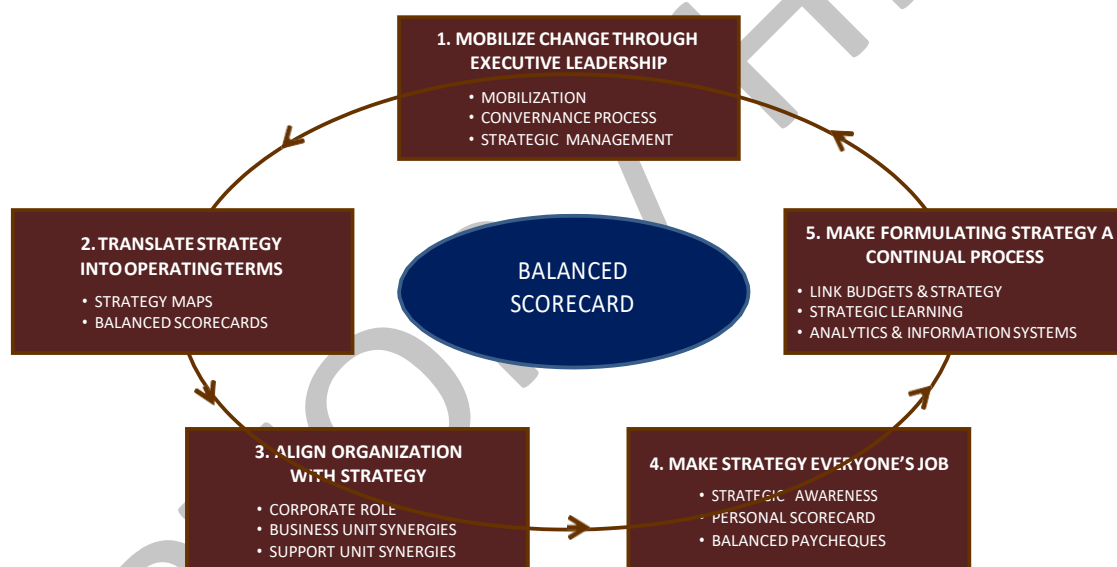 1. MOBILIZE CHANGE THROUGH
EXECUTIVE LEADERSHIP
• MOBILIZATION
• CONVERNANCE PROCESS
• STRATEGIC MANAGEMENT
2. TRANSLATE STRATEGY
INTO OPERATING TERMS
• STRATEGY MAPS
• BALANCED SCORECARDS
BALANCED
SCORECARD
5. MAKE FORMULATING STRATEGY A
CONTINUAL PROCESS
• LINK BUDGETS & STRATEGY
• STRATEGIC LEARNING
• ANALYTICS & INFORMATION SYSTEMS
3. ALIGN ORGANIZATION
WITH STRATEGY
• CORPORATE ROLE
• BUSINESS UNIT SYNERGIES
• SUPPORT UNIT SYNERGIES
4. MAKE STRATEGY EVERYONE’S JOB
• STRATEGIC AWARENESS
• PERSONAL SCORECARD
• BALANCED PAYCHEQUES